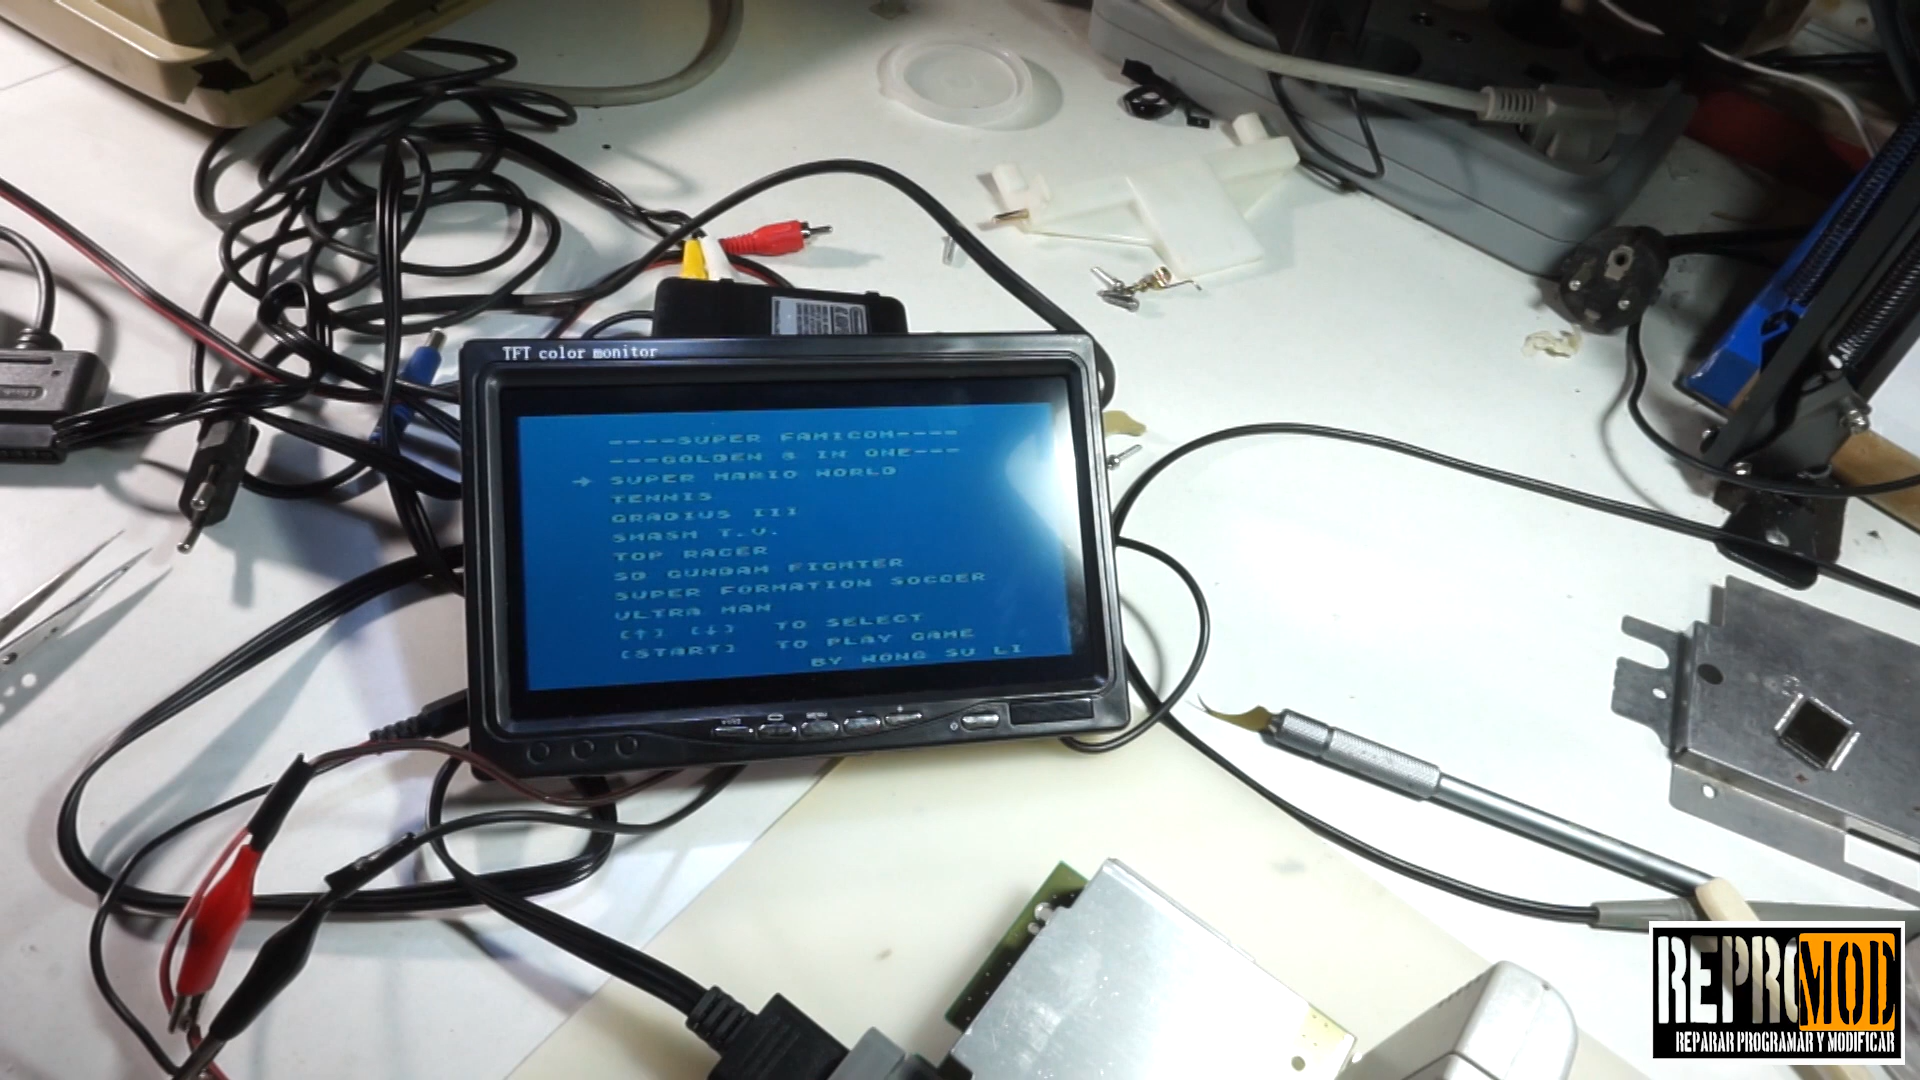 TFT color monitor
----SUPER FAMICOM----
---GOLDEN 8 IN ONE---
→ SUPER MARIO WORLD
TENNIS
GRADIUS III
SMASH T.V.
TOP RACER
SD GUNDAM FIGHTER
SUPER FORMATION SOCCER
ULTRA MAN
[↑] [↓] TO SELECT
[START] TO PLAY GAME
BY WONG SU LI
MENU
REPROMOD
REPARAR PROGRAMAR Y MODIFICAR